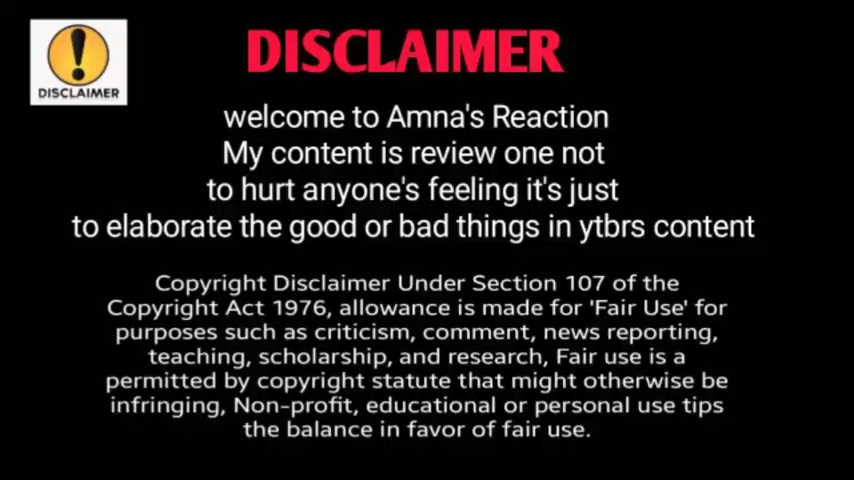 DISCLAIMER
DISCLAIMER
welcome to Amna's Reaction
My content is review one not
to hurt anyone's feeling it's just
to elaborate the good or bad things in ytbrs content
Copyright Disclaimer Under Section 107 of the
Copyright Act 1976, allowance is made for 'Fair Use' for
purposes such as criticism, comment, news reporting,
teaching, scholarship, and research, Fair use is a
permitted by copyright statute that might otherwise be
infringing, Non-profit, educational or personal use tips
the balance in favor of fair use.